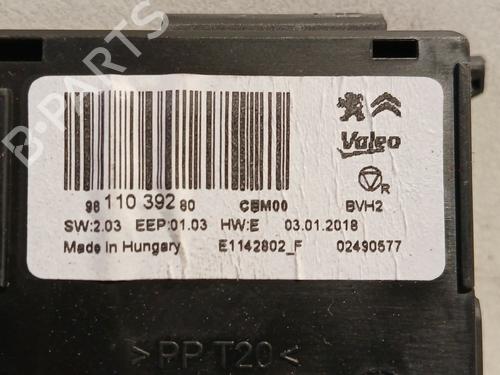 Valeo
R
98 110 392 80 CBM00 BVH2
SW:2.03 EEP:01.03 HW:E 03.01.2018
Made in Hungary E1142802_F 02490577
>PP T20<
B-PARTS